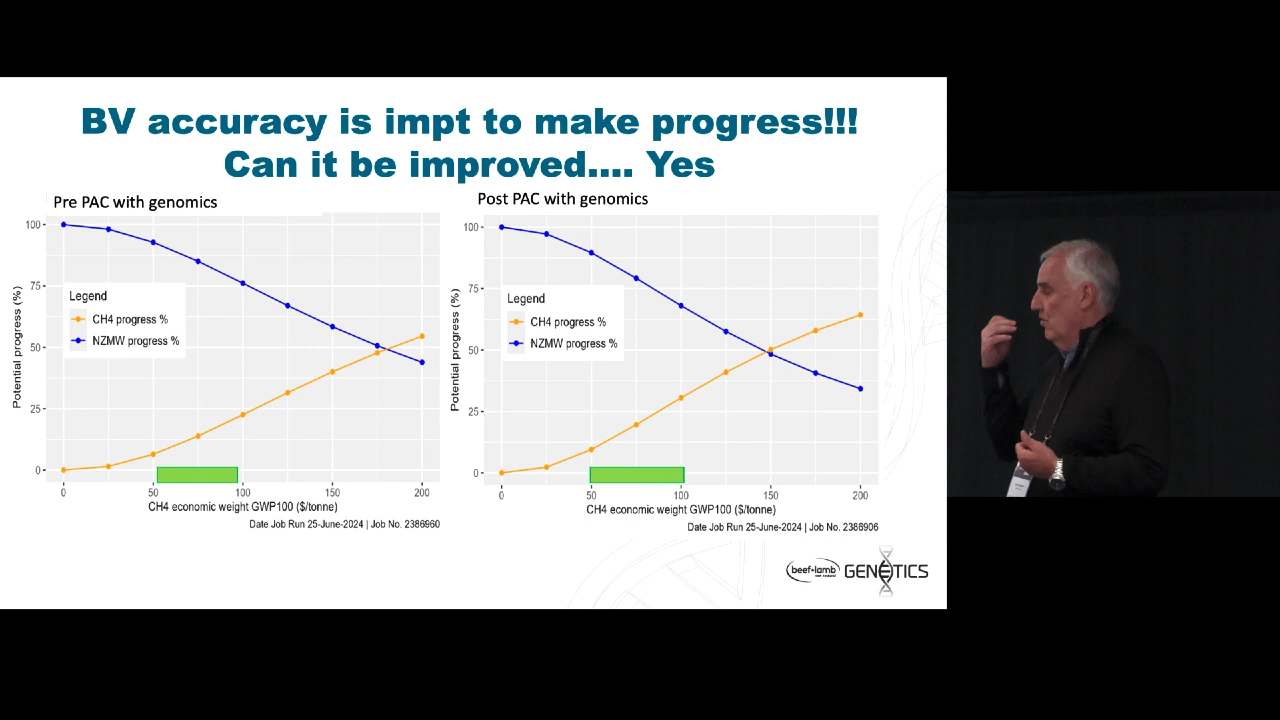 BV accuracy is impt to make progress!!!
Can it be improved.... Yes
Pre PAC with genomics
Potential progress (%)
100
75
50
25
0
Legend
CH4 progress %
NZMW progress %
0
50
100
150
200
CH4 economic weight GWP100 ($/tonne)
Date Job Run 25-June-2024 | Job No. 2386960
Post PAC with genomics
Potential progress (%)
100
75
50
25
0
Legend
CH4 progress %
NZMW progress %
0
50
100
150
200
CH4 economic weight GWP100 ($/tonne)
Date Job Run 25-June-2024 | Job No. 2386906
beef+lamb
GENETICS